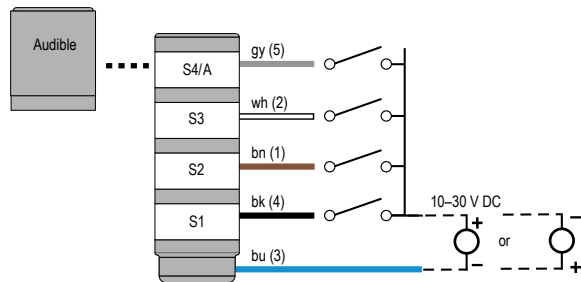 Audible
S4/A
gy (5)
S3
wh (2)
S2
bn (1)
S1
bk (4)
10–30 V DC
+
–
or
–
+
bu (3)